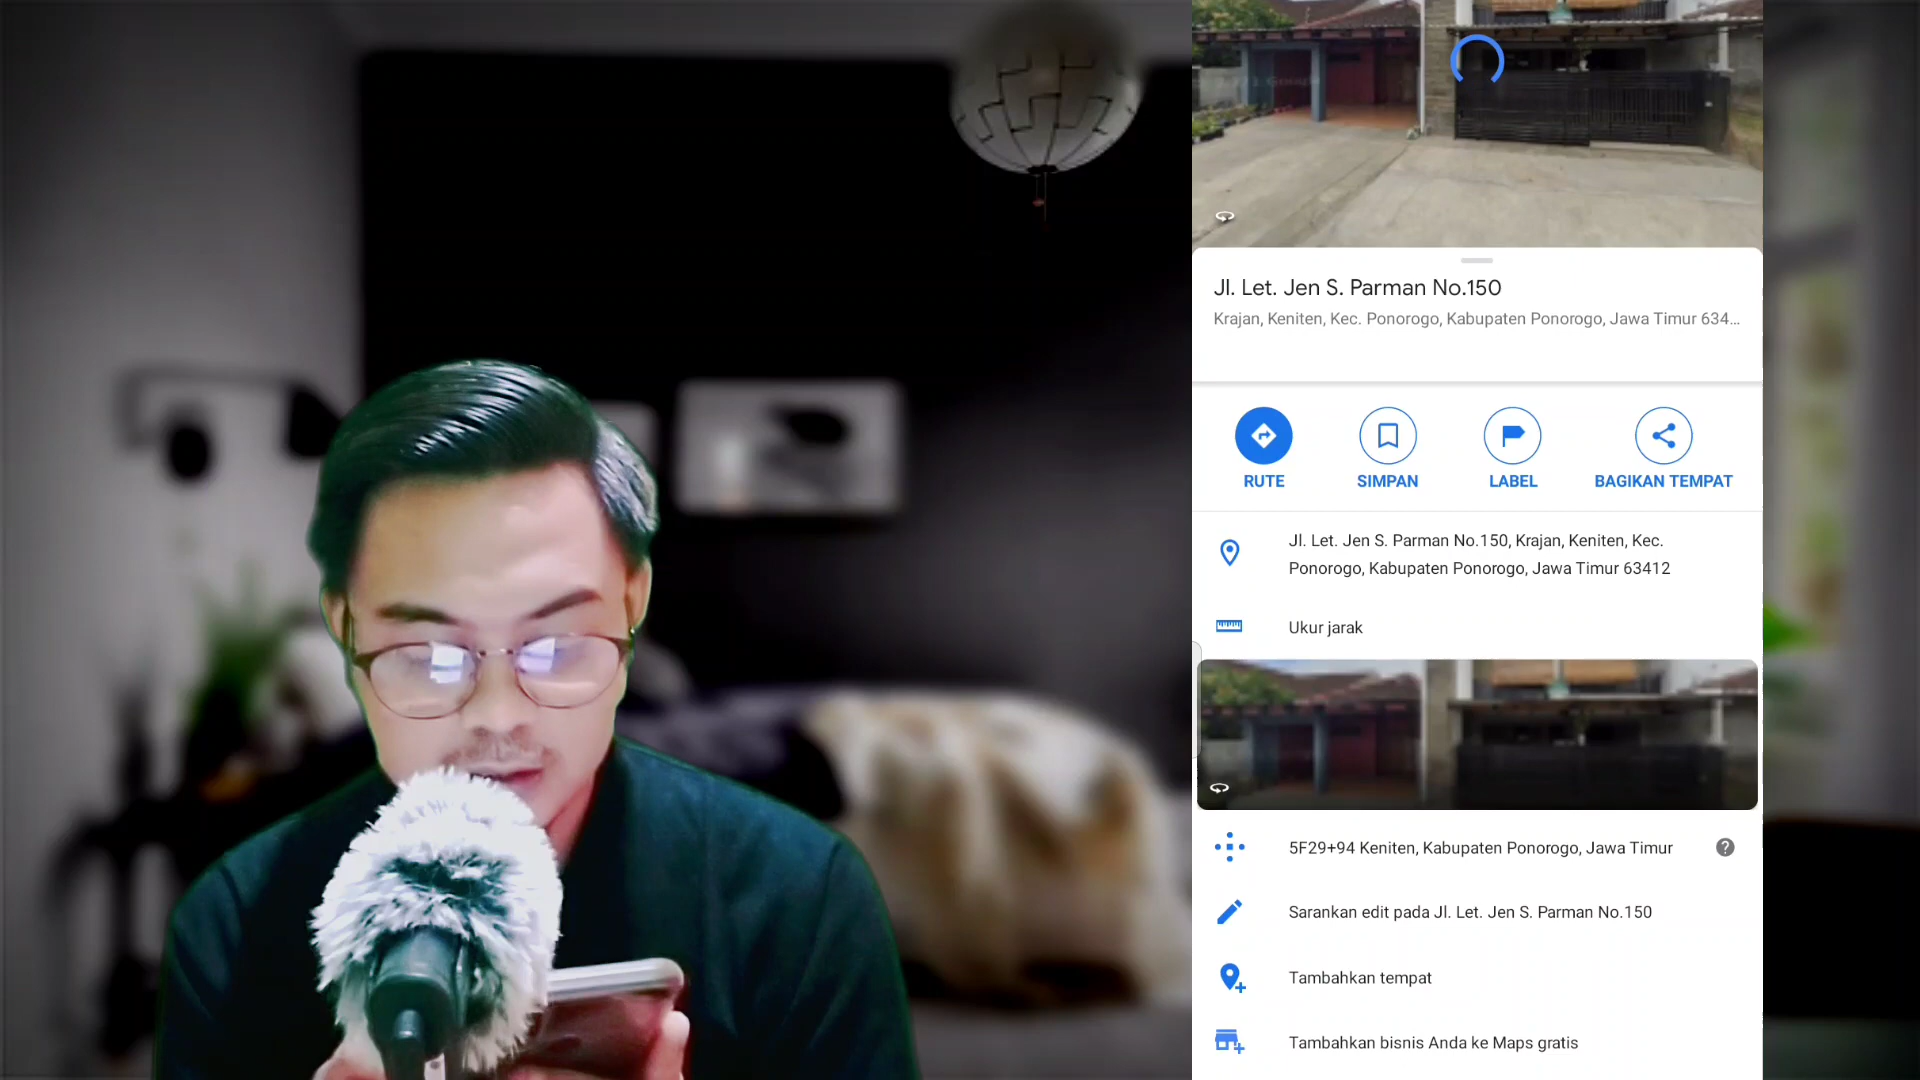 Jl. Let. Jen S. Parman No.150
Krajan, Keniten, Kec. Ponorogo, Kabupaten Ponorogo, Jawa Timur 634...
RUTE
SIMPAN
LABEL
BAGIKAN TEMPAT
Jl. Let. Jen S. Parman No.150, Krajan, Keniten, Kec.
Ponorogo, Kabupaten Ponorogo, Jawa Timur 63412
Ukur jarak
5F29+94 Keniten, Kabupaten Ponorogo, Jawa Timur
Sarankan edit pada Jl. Let. Jen S. Parman No.150
Tambahkan tempat
Tambahkan bisnis Anda ke Maps gratis